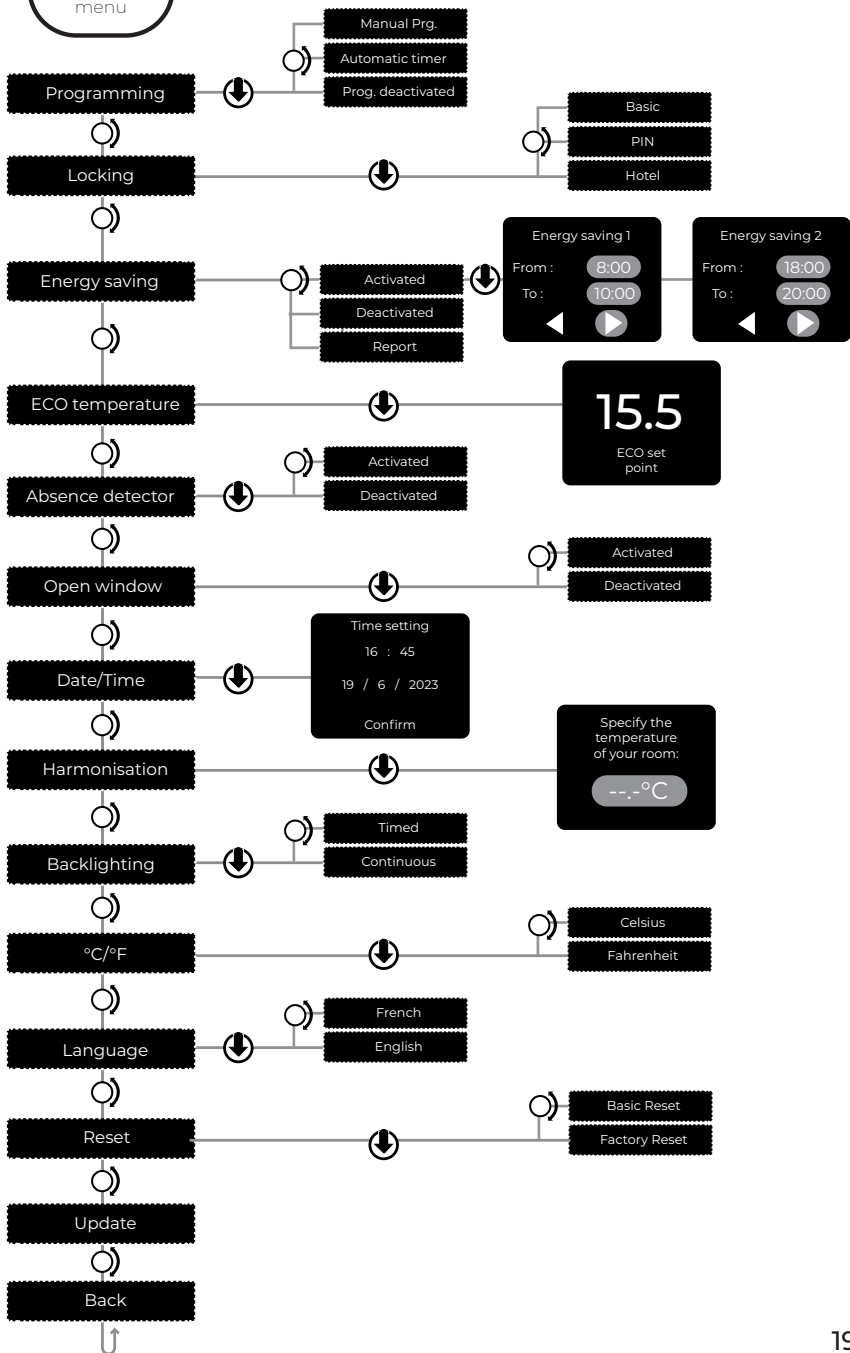 menu
Manual Prg.
Automatic timer
Prog. deactivated
Programming
Basic
PIN
Hotel
Locking
Energy saving 1
From : 8:00
To : 10:00
Energy saving 2
From : 18:00
To : 20:00
Energy saving
Activated
Deactivated
Report
ECO temperature
15.5
ECO set
point
Absence detector
Activated
Deactivated
Open window
Activated
Deactivated
Date/Time
Time setting
16 : 45
19 / 6 / 2023
Confirm
Harmonisation
Specify the
temperature
of your room:
--.-°C
Backlighting
Timed
Continuous
°C/°F
Celsius
Fahrenheit
Language
French
English
Reset
Basic Reset
Factory Reset
Update
Back
19